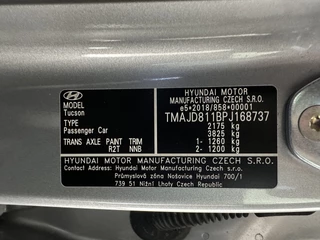 HYUNDAI
MODEL
Tucson
TYPE
Passenger Car
TRANS AXLE PAINT TRIM
R2T NNB
HYUNDAI MOTOR
MANUFACTURING CZECH S.R.O.
e5*2018/858*00001
TMAJD811BPJ168737
2175 kg
3825 kg
1- 1260 kg
2- 1200 kg
HYUNDAI MOTOR MANUFACTURING CZECH S.R.O.
Contact Address: Hyundai Motor Manufacturing Czech s.r.o.
Průmyslová zóna Nošovice Hyundai 700/1
739 51 Nižní Lhoty Czech Republic